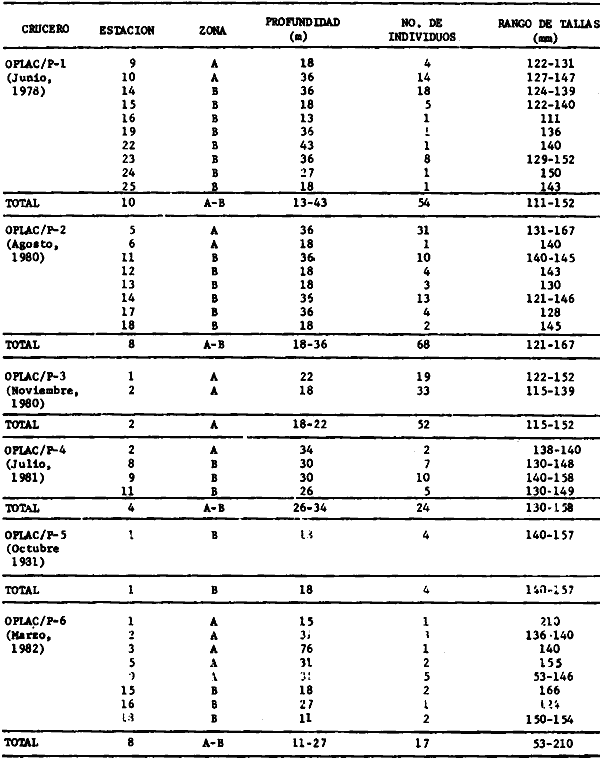 CRUCERO ESTACION ZONA PROFUNDIDAD (m) NO. DE INDIVIDUOS RANGO DE TALLAS (mm)
OPLAC/P-1 9 A 18 4 122-131
(Junio, 10 A 36 14 127-147
1978) 14 B 36 18 124-139
15 B 18 5 122-140
16 B 13 1 111
19 B 36 1 136
22 B 43 1 140
23 B 36 8 129-152
24 B 27 1 150
25 B 18 1 143
TOTAL 10 A-B 13-43 54 111-152
OPLAC/P-2 5 A 36 31 131-167
(Agosto, 6 A 18 1 140
1980) 11 B 36 10 140-145
12 B 18 4 143
13 B 18 3 130
14 B 35 13 121-146
17 B 36 4 128
18 B 18 2 145
TOTAL 8 A-B 18-36 68 121-167
OPLAC/P-3 1 A 22 19 122-152
(Noviembre, 2 A 18 33 115-139
1980)
TOTAL 2 A 18-22 52 115-152
OPLAC/P-4 2 A 34 2 138-140
(Julio, 8 B 30 7 130-148
1981) 9 B 30 10 140-158
11 B 26 5 130-149
TOTAL 4 A-B 26-34 24 130-158
OPLAC/P-5 1 B 4 140-157
(Octubre
1981)
TOTAL 1 B 18 4 140-157
OPLAC/P-6 1 A 15 1 210
(Marzo, 2 A 136-140
1982) 3 A 76 1 140
5 A 31 2 155
9 A 5 53-146
15 B 18 2 166
16 B 27 1
18 B 11 2 150-154
TOTAL 8 A-B 11-27 17 53-210